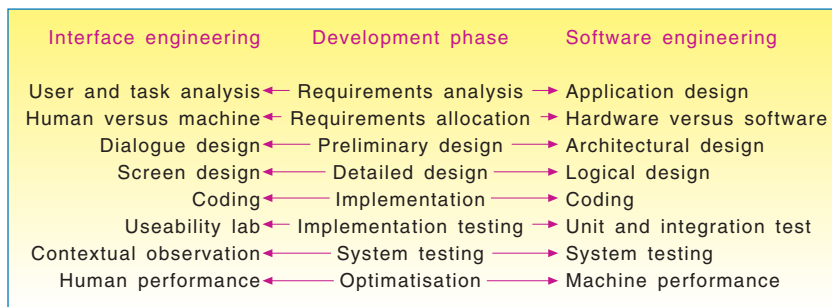 Interface engineering Development phase Software engineering
User and task analysis Requirements analysis Application design
Human versus machine Requirements allocation Hardware versus software
Dialogue design Preliminary design Architectural design
Screen design Detailed design Logical design
Coding Implementation Coding
Useability lab Implementation testing Unit and integration test
Contextual observation System testing System testing
Human performance Optimatisation Machine performance